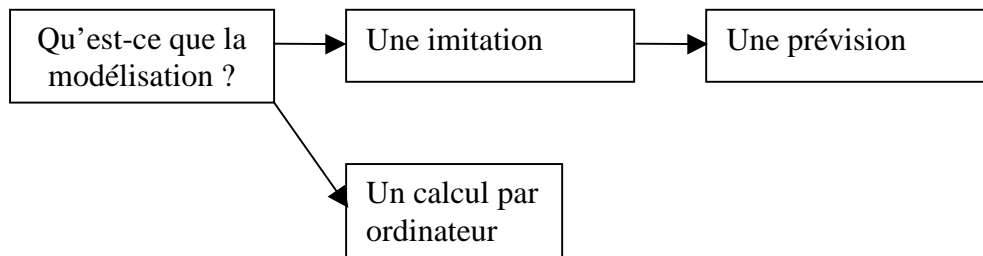 Qu’est-ce que la
modélisation ?
Une imitation
Une prévision
Un calcul par
ordinateur